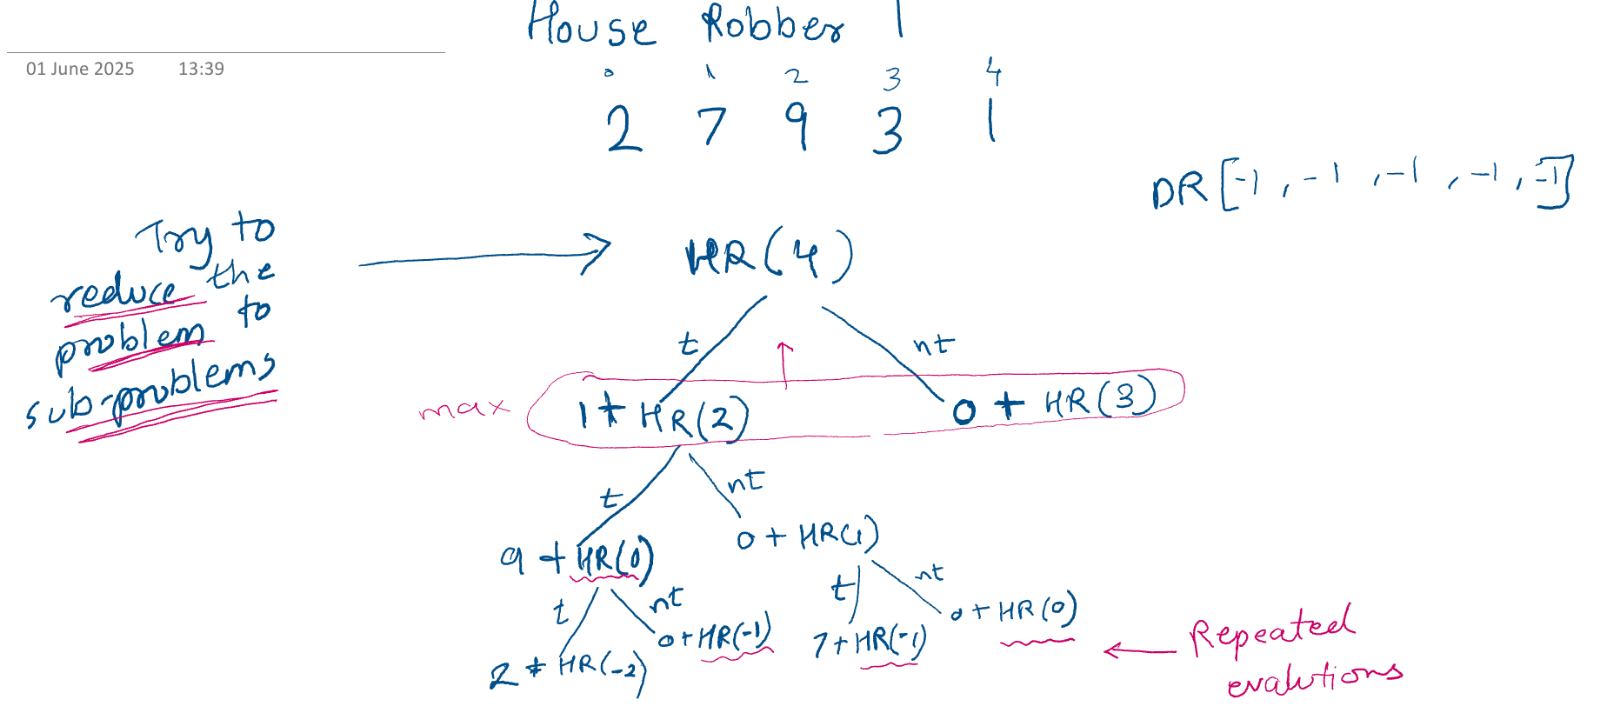 House Robber 1
01 June 2025 13:39
0 1 2 3 4
2 7 9 3 1
DR [-1, -1, -1, -1, -1]
Try to
reduce the
problem to
sub-problems
HR(4)
t nt
max 1 + HR(2) 0 + HR(3)
t nt
9 + HR(0) 0 + HR(1)
t nt t nt
2 + HR(-2) 0 + HR(-1) 7 + HR(-1) 0 + HR(0)
Repeated
evalutions